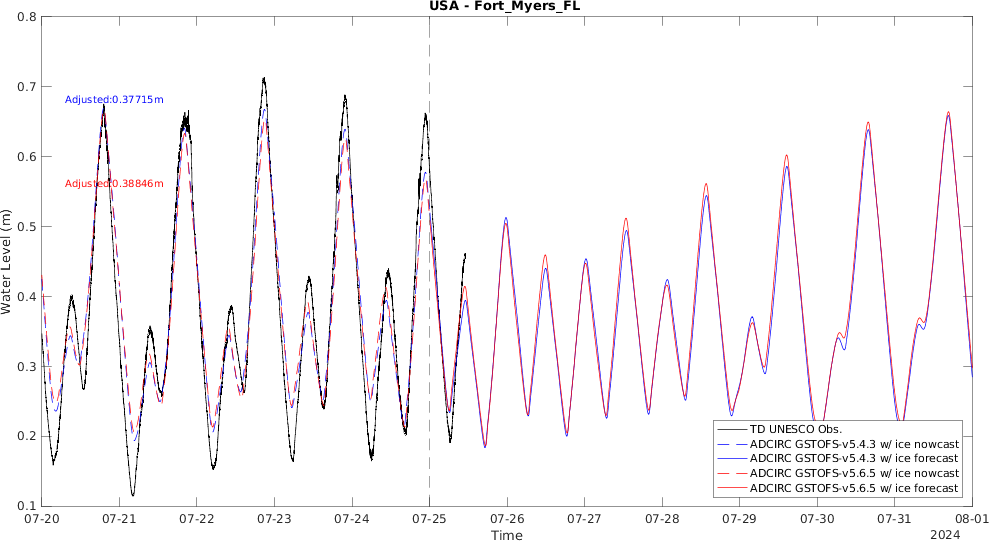 USA - Fort_Myers_FL
0.8
0.7
0.6
0.5
0.4
0.3
0.2
0.1
Water Level (m)
Adjusted:0.37715m
Adjusted:0.38846m
TD UNESCO Obs.
ADCIRC GSTOFS-v5.4.3 w/ ice nowcast
ADCIRC GSTOFS-v5.4.3 w/ ice forecast
ADCIRC GSTOFS-v5.6.5 w/ ice nowcast
ADCIRC GSTOFS-v5.6.5 w/ ice forecast
07-20 07-21 07-22 07-23 07-24 07-25 07-26 07-27 07-28 07-29 07-30 07-31 08-01
Time
2024